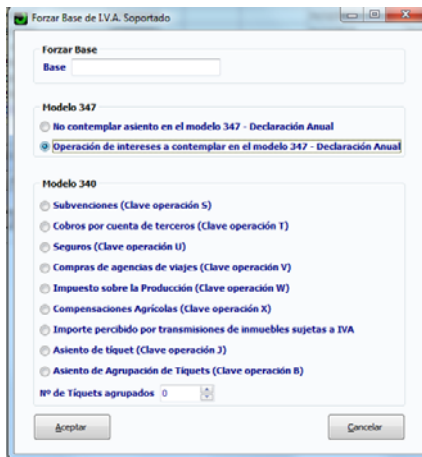 Forzar Base de I.V.A. Soportado
Forzar Base
Base
Modelo 347
No contemplar asiento en el modelo 347 - Declaración Anual
Operación de intereses a contemplar en el modelo 347 - Declaración Anual
Modelo 340
Subvenciones (Clave operación S)
Cobros por cuenta de terceros (Clave operación T)
Seguros (Clave operación U)
Compras de agencias de viajes (Clave operación V)
Impuesto sobre la Producción (Clave operación W)
Compensaciones Agrícolas (Clave operación X)
Importe percibido por transmisiones de inmuebles sujetas a IVA
Asiento de tíquet (Clave operación J)
Asiento de Agrupación de Tíquets (Clave operación B)
Nº de Tíquets agrupados 0
Aceptar Cancelar